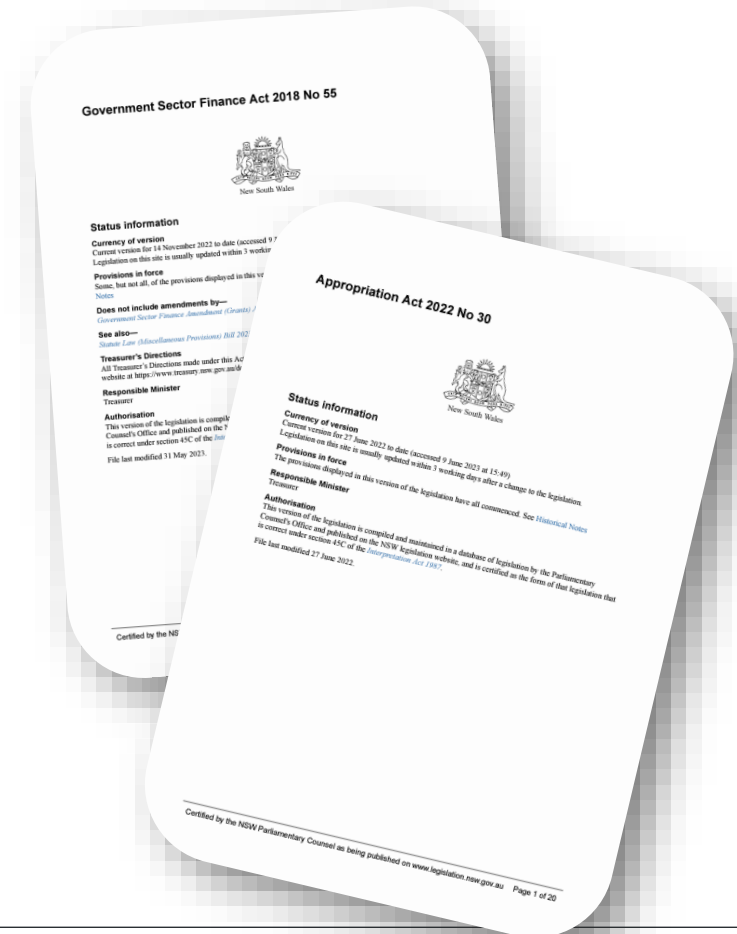 Government Sector Finance Act 2018 No 55
New South Wales
Status information
Currency of version
Current version for 14 November 2022 to date (accessed 9
Legislation on this site is usually updated within 3 workin
Provisions in force
Some, but not all, of the provisions displayed in this ve
Notes
Does not include amendments by—
Government Sector Finance Amendment (Grants)
See also—
Statute Law (Miscellaneous Provisions) Bill 202
Treasurer's Directions
All Treasurer's Directions made under this Ac
website at https://www.treasury.nsw.gov.au/d
Responsible Minister
Treasurer
Authorisation
This version of the legislation is compile
Counsel's Office and published on the
is correct under section 45C of the Inte
File last modified 31 May 2023.
Certified by the NS
Appropriation Act 2022 No 30
New South Wales
Status information
Currency of version
Current version for 27 June 2022 to date (accessed 9 June 2023 at 15:49)
Legislation on this site is usually updated within 3 working days after a change to the legislation.
Provisions in force
The provisions displayed in this version of the legislation have all commenced. See Historical Notes
Responsible Minister
Treasurer
Authorisation
This version of the legislation is compiled and maintained in a database of legislation by the Parliamentary
Counsel's Office and published on the NSW legislation website, and is certified as the form of that legislation that
is correct under section 45C of the Interpretation Act 1987.
File last modified 27 June 2022.
Certified by the NSW Parliamentary Counsel as being published on www.legislation.nsw.gov.au Page 1 of 20